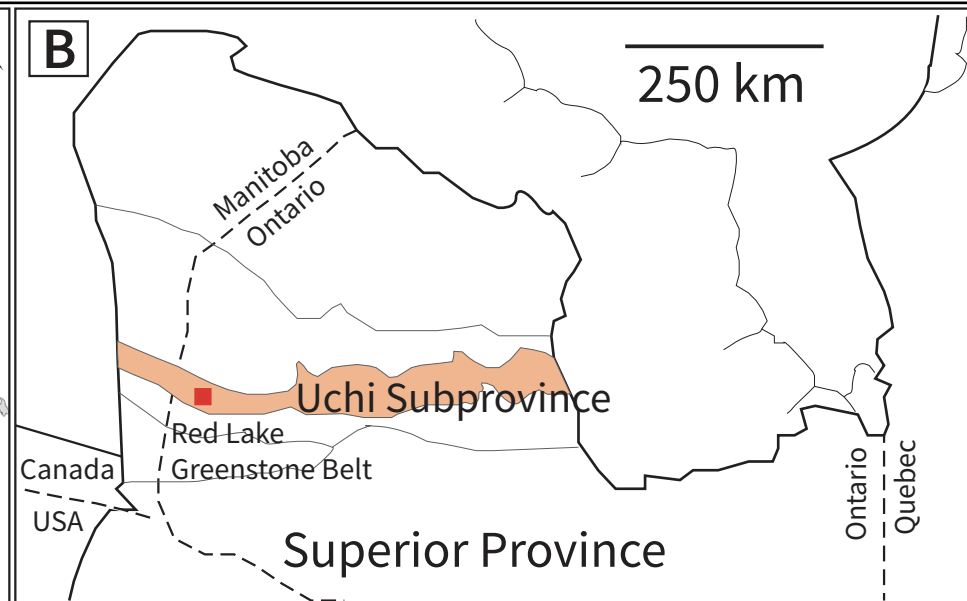 B
250 km
Manitoba
Ontario
Uchi Subprovince
Red Lake
Greenstone Belt
Canada
USA
Superior Province
Ontario
Quebec